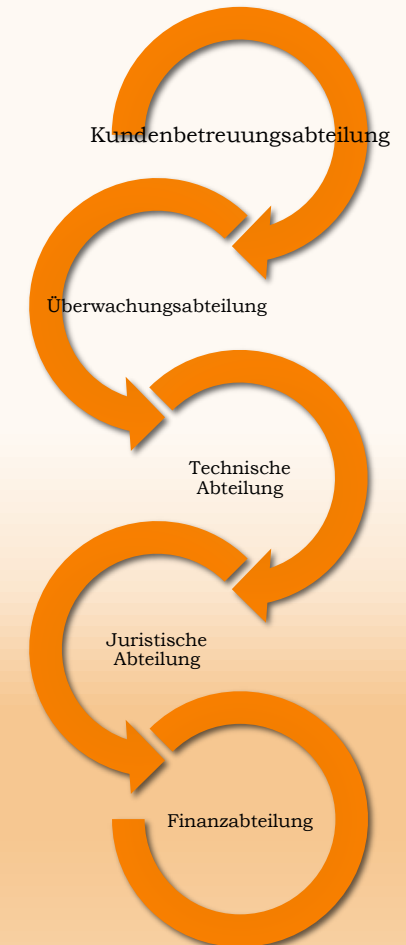 Kundenbetreuungsabteilung
Überwachungsabteilung
Technische
Abteilung
Juristische
Abteilung
Finanzabteilung